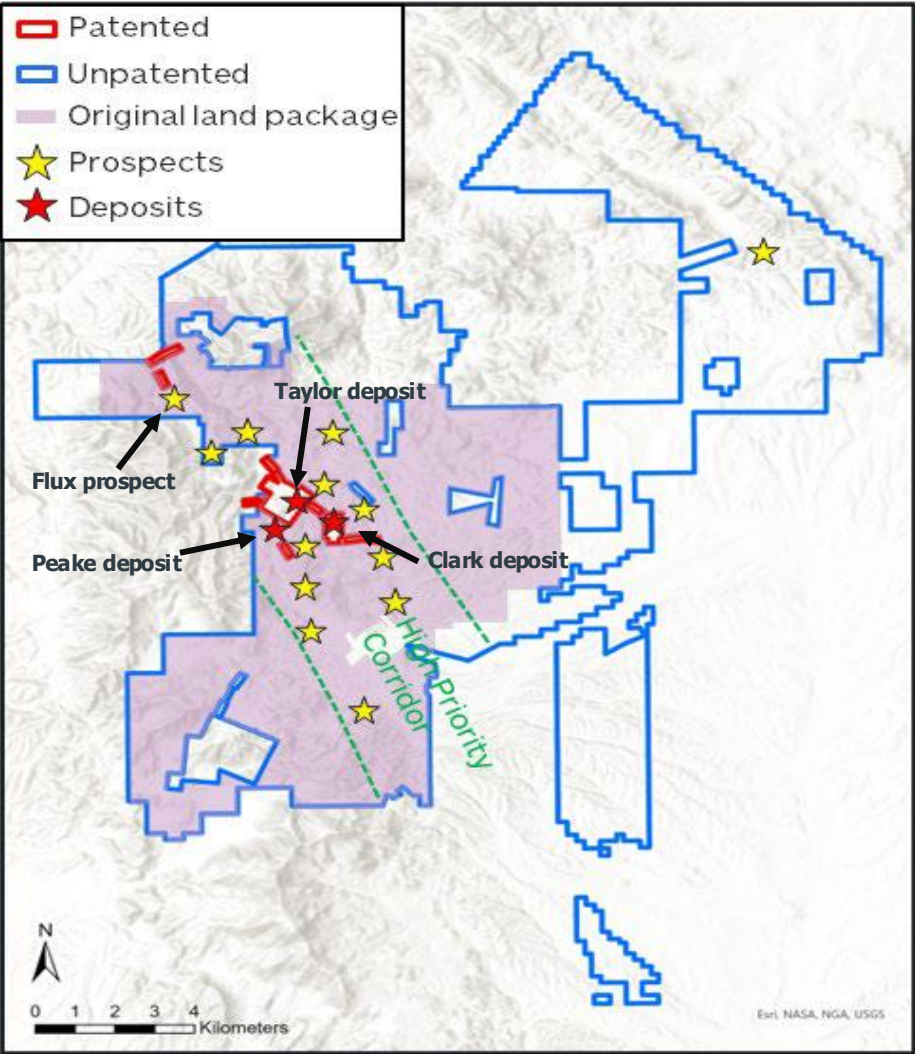 Patented
Unpatented
Original land package
Prospects
Deposits
Taylor deposit
Flux prospect
Peake deposit
Clark deposit
High Priority
Corridor
N
0 1 2 3 4
Kilometers
Esri, NASA, NGA, USGS